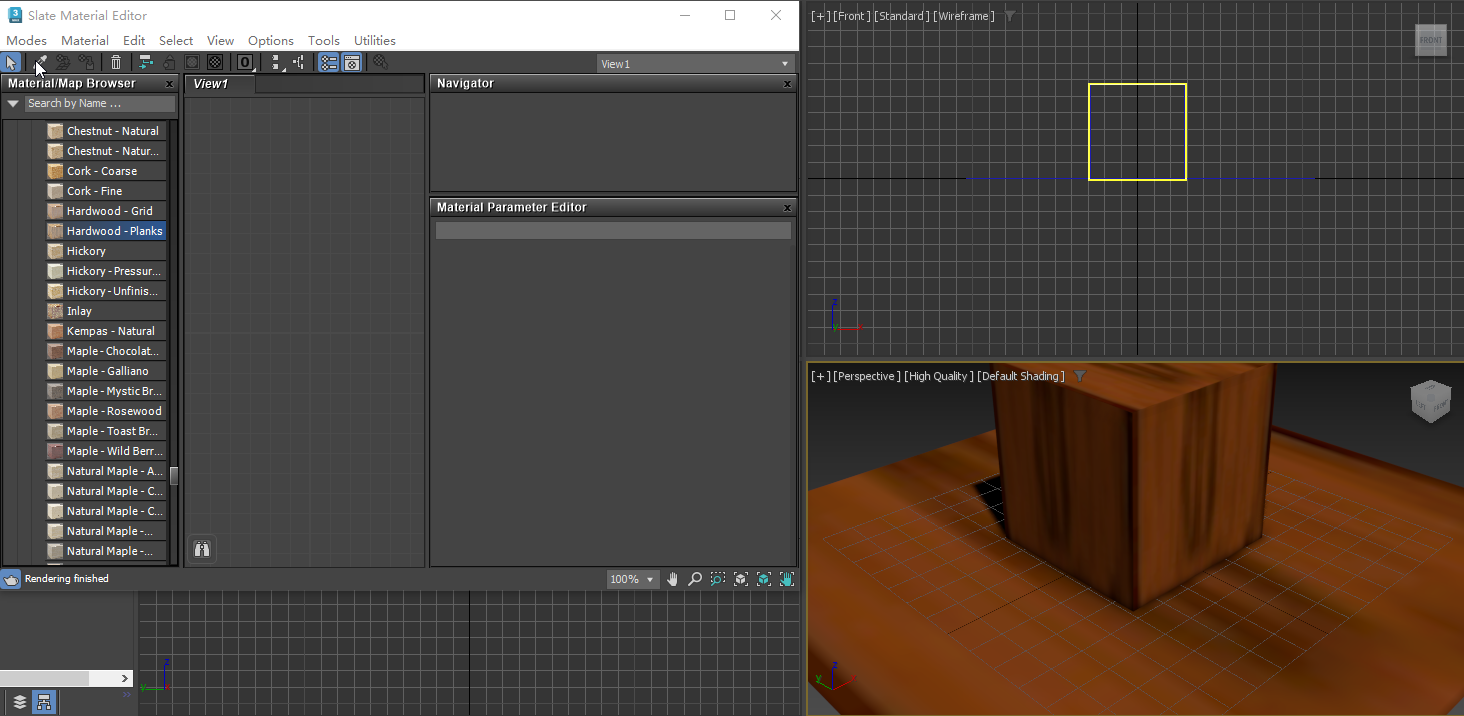 Slate Material Editor
Modes Material Edit Select View Options Tools Utilities
View1
Material/Map Browser
Search by Name ...
Chestnut - Natural
Chestnut - Natur...
Cork - Coarse
Cork - Fine
Hardwood - Grid
Hardwood - Planks
Hickory
Hickory - Pressur...
Hickory - Unfinis...
Inlay
Kempas - Natural
Maple - Chocolat...
Maple - Galliano
Maple - Mystic Br...
Maple - Rosewood
Maple - Toast Br...
Maple - Wild Berr...
Natural Maple - A...
Natural Maple - C...
Natural Maple - C...
Natural Maple -...
Natural Maple -...
View1
Navigator
Material Parameter Editor
Rendering finished
100%
z
y
[+] [Front ] [Standard ] [Wireframe ]
FRONT
z
y
x
[+] [Perspective ] [High Quality ] [Default Shading ]
FRONT
z
y